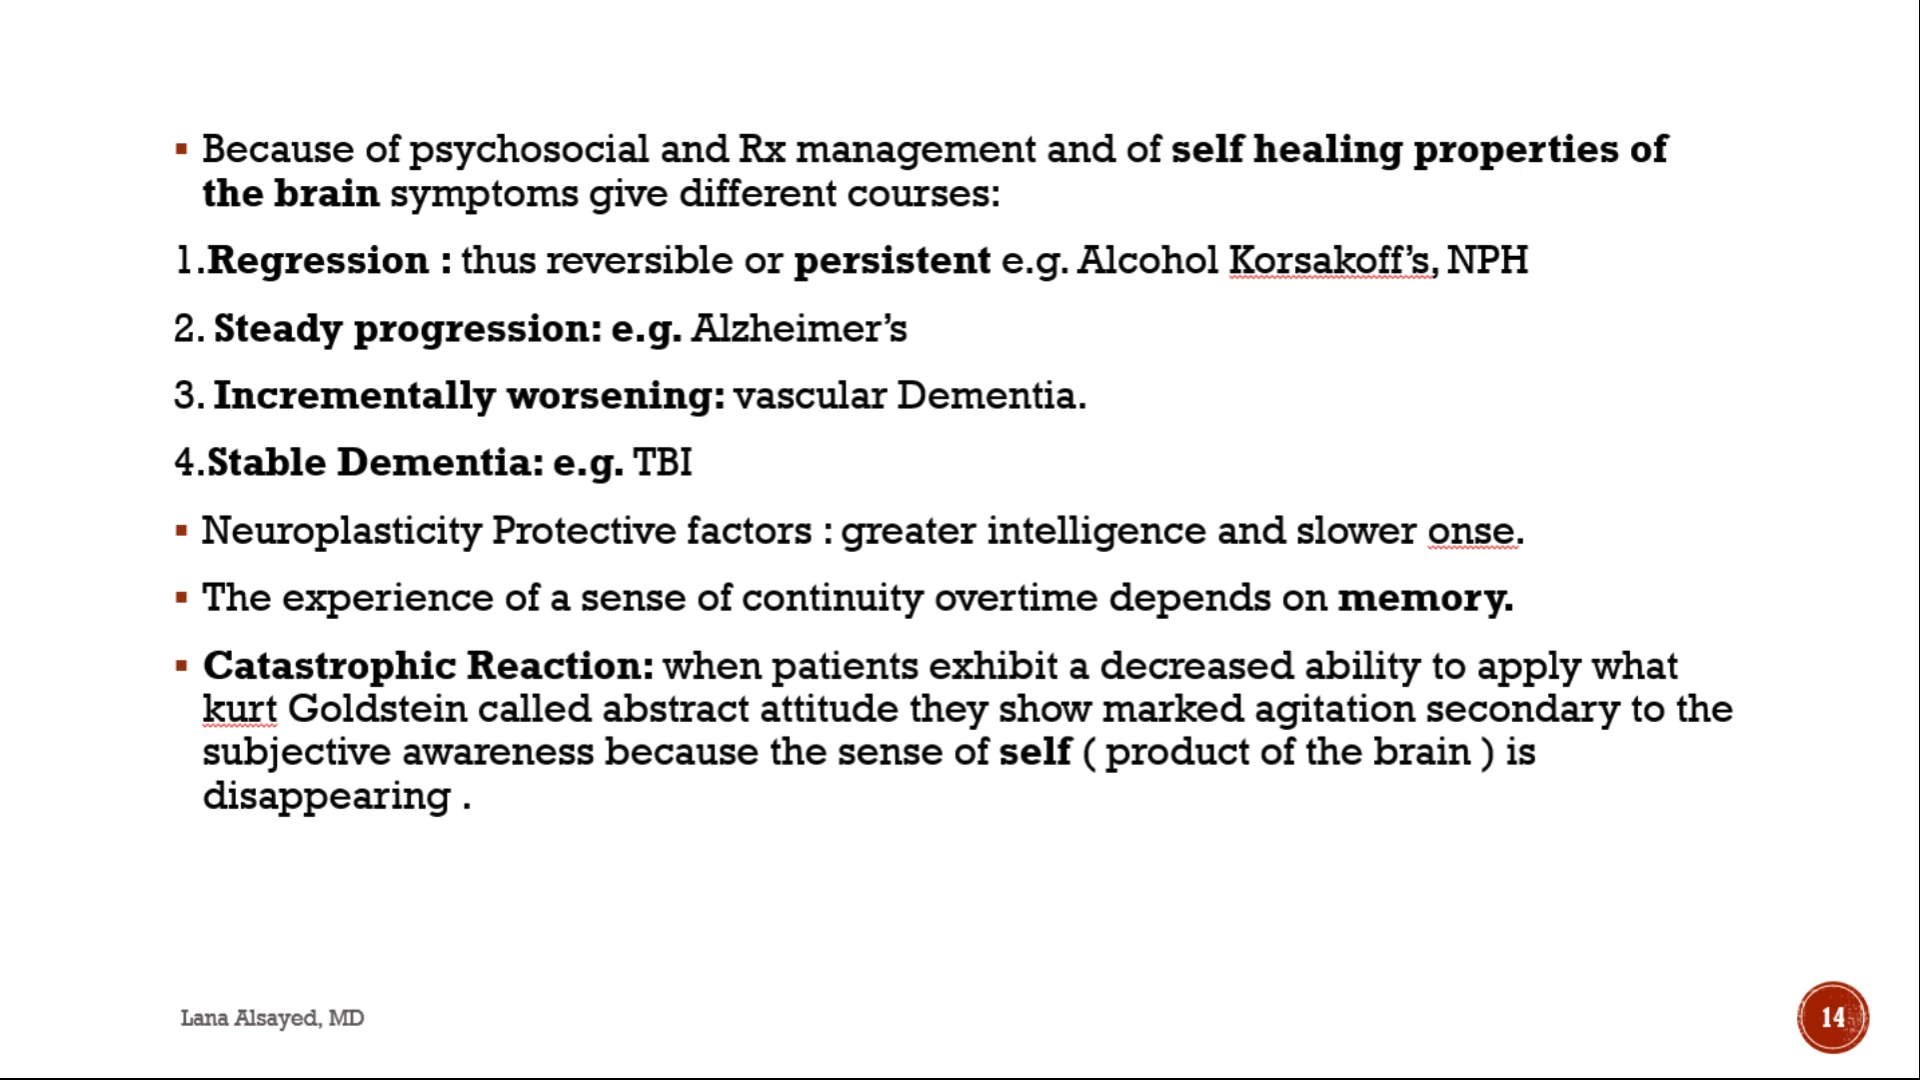 ▪ Because of psychosocial and Rx management and of self healing properties of
the brain symptoms give different courses:
1.Regression : thus reversible or persistent e.g. Alcohol Korsakoff’s, NPH
2. Steady progression: e.g. Alzheimer’s
3. Incrementally worsening: vascular Dementia.
4.Stable Dementia: e.g. TBI
▪ Neuroplasticity Protective factors : greater intelligence and slower onse.
▪ The experience of a sense of continuity overtime depends on memory.
▪ Catastrophic Reaction: when patients exhibit a decreased ability to apply what
kurt Goldstein called abstract attitude they show marked agitation secondary to the
subjective awareness because the sense of self ( product of the brain ) is
disappearing .
Lana Alsayed, MD
14